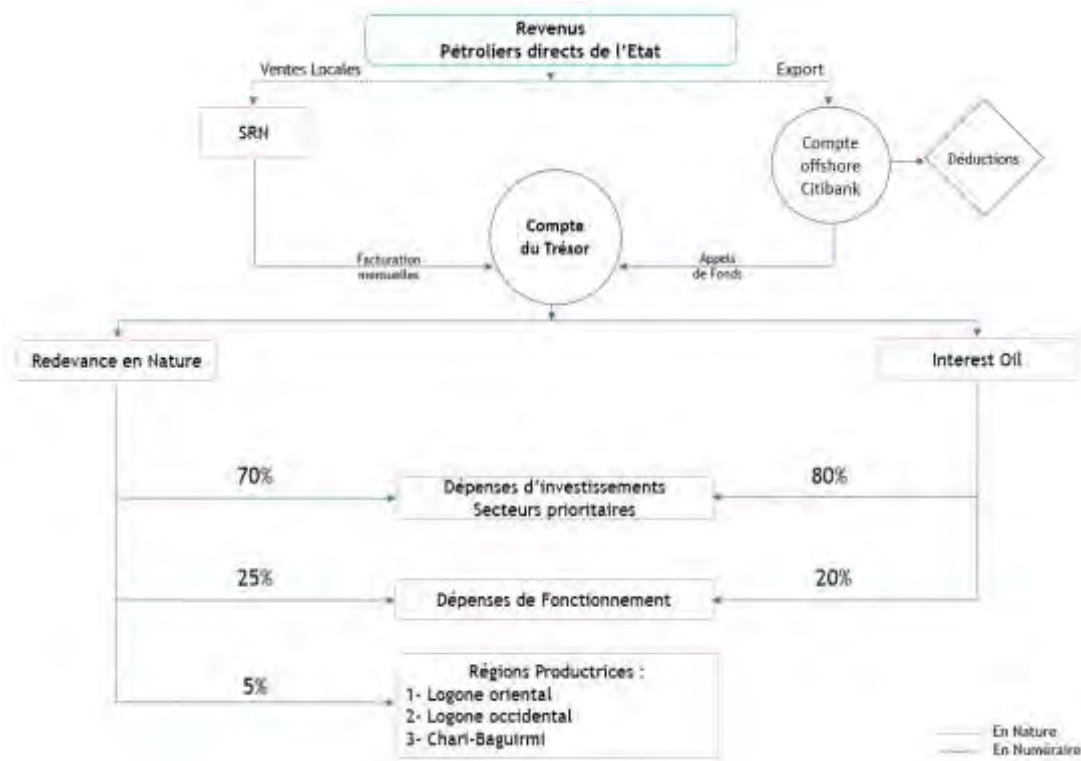 Revenus
Pétroliers directs de l'Etat
Ventes Locales
Export
SRN
Compte
offshore
Citibank
Déductions
Compte
du Trésor
Facturation
mensuelles
Appels
de Fonds
Redevance en Nature
Interest Oil
70%
Dépenses d'investissements
Secteurs prioritaires
80%
25%
Dépenses de Fonctionnement
20%
5%
Régions Productrices :
1- Logone oriental
2- Logone occidental
3- Chari-Baguirmi
En Nature
En Numéraire